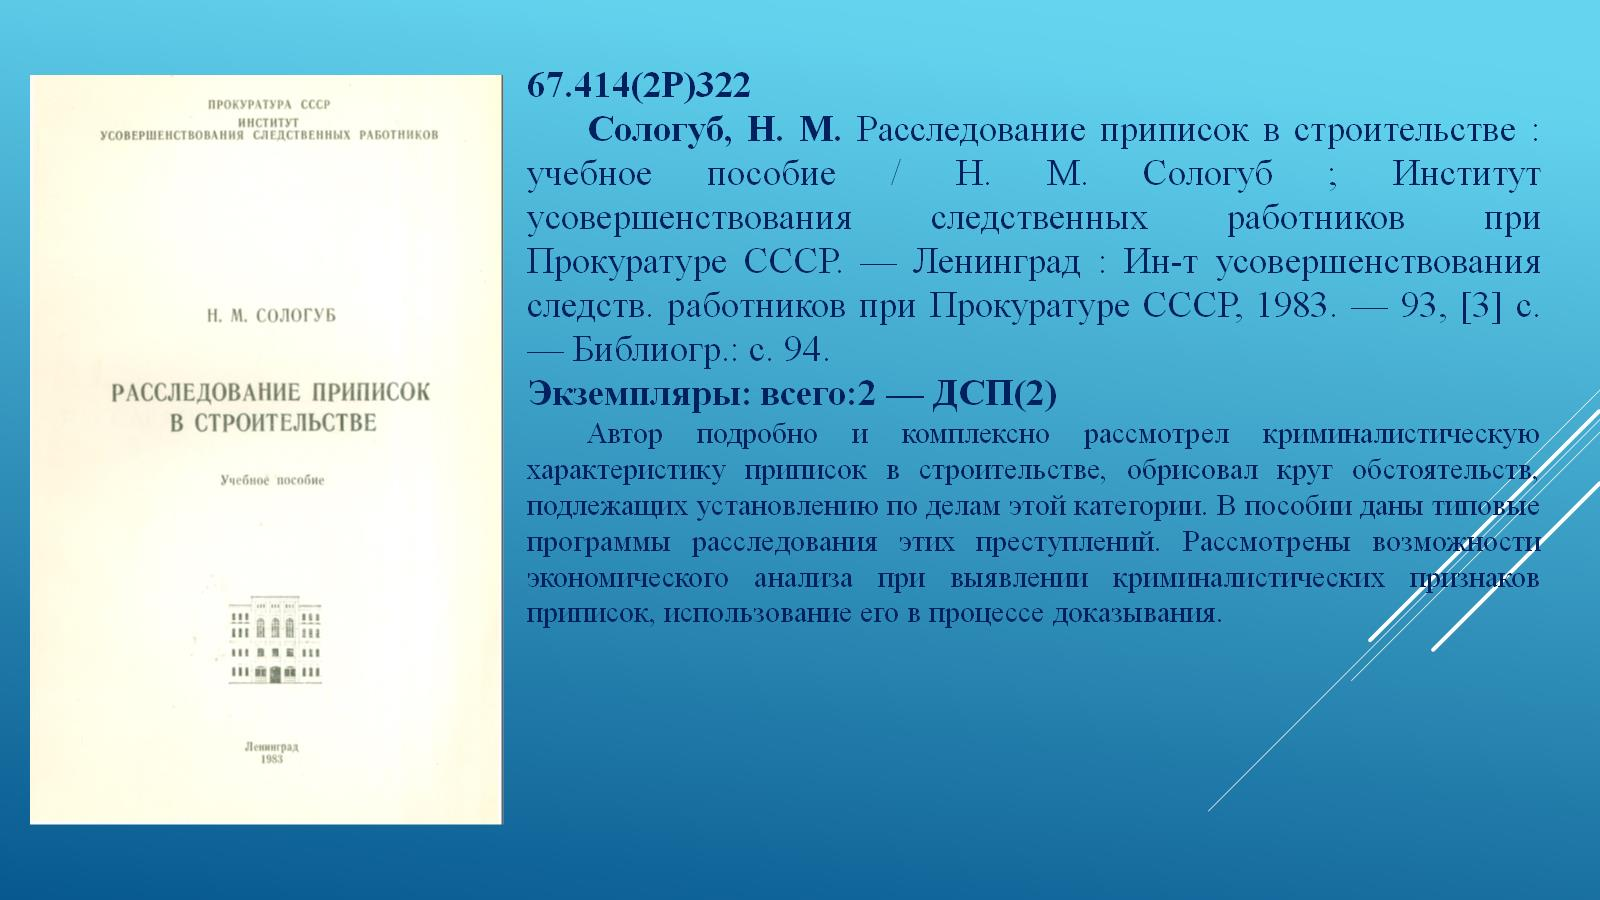 ПРОКУРАТУРА СССР
ИНСТИТУТ
УСОВЕРШЕНСТВОВАНИЯ СЛЕДСТВЕННЫХ РАБОТНИКОВ
Н. М. СОЛОГУБ
РАССЛЕДОВАНИЕ ПРИПИСОК
В СТРОИТЕЛЬСТВЕ
Учебное пособие
Ленинград
1983
67.414(2Р)322
Сологуб, Н. М. Расследование приписок в строительстве :
учебное пособие / Н. М. Сологуб ; Институт
усовершенствования следственных работников при
Прокуратуре СССР. — Ленинград : Ин-т усовершенствования
следств. работников при Прокуратуре СССР, 1983. — 93, [3] с.
— Библиогр.: с. 94.
Экземпляры: всего:2 — ДСП(2)
Автор подробно и комплексно рассмотрел криминалистическую
характеристику приписок в строительстве, обрисовал круг обстоятельств,
подлежащих установлению по делам этой категории. В пособии даны типовые
программы расследования этих преступлений. Рассмотрены возможности
экономического анализа при выявлении криминалистических признаков
приписок, использование его в процессе доказывания.